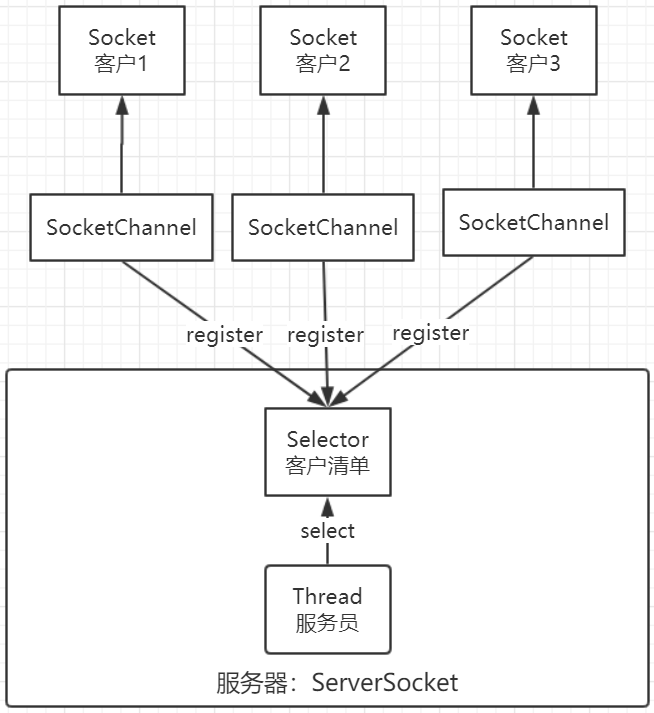 Socket
客户1
Socket
客户2
Socket
客户3
SocketChannel
SocketChannel
SocketChannel
register
register
register
Selector
客户清单
select
Thread
服务员
服务器：ServerSocket